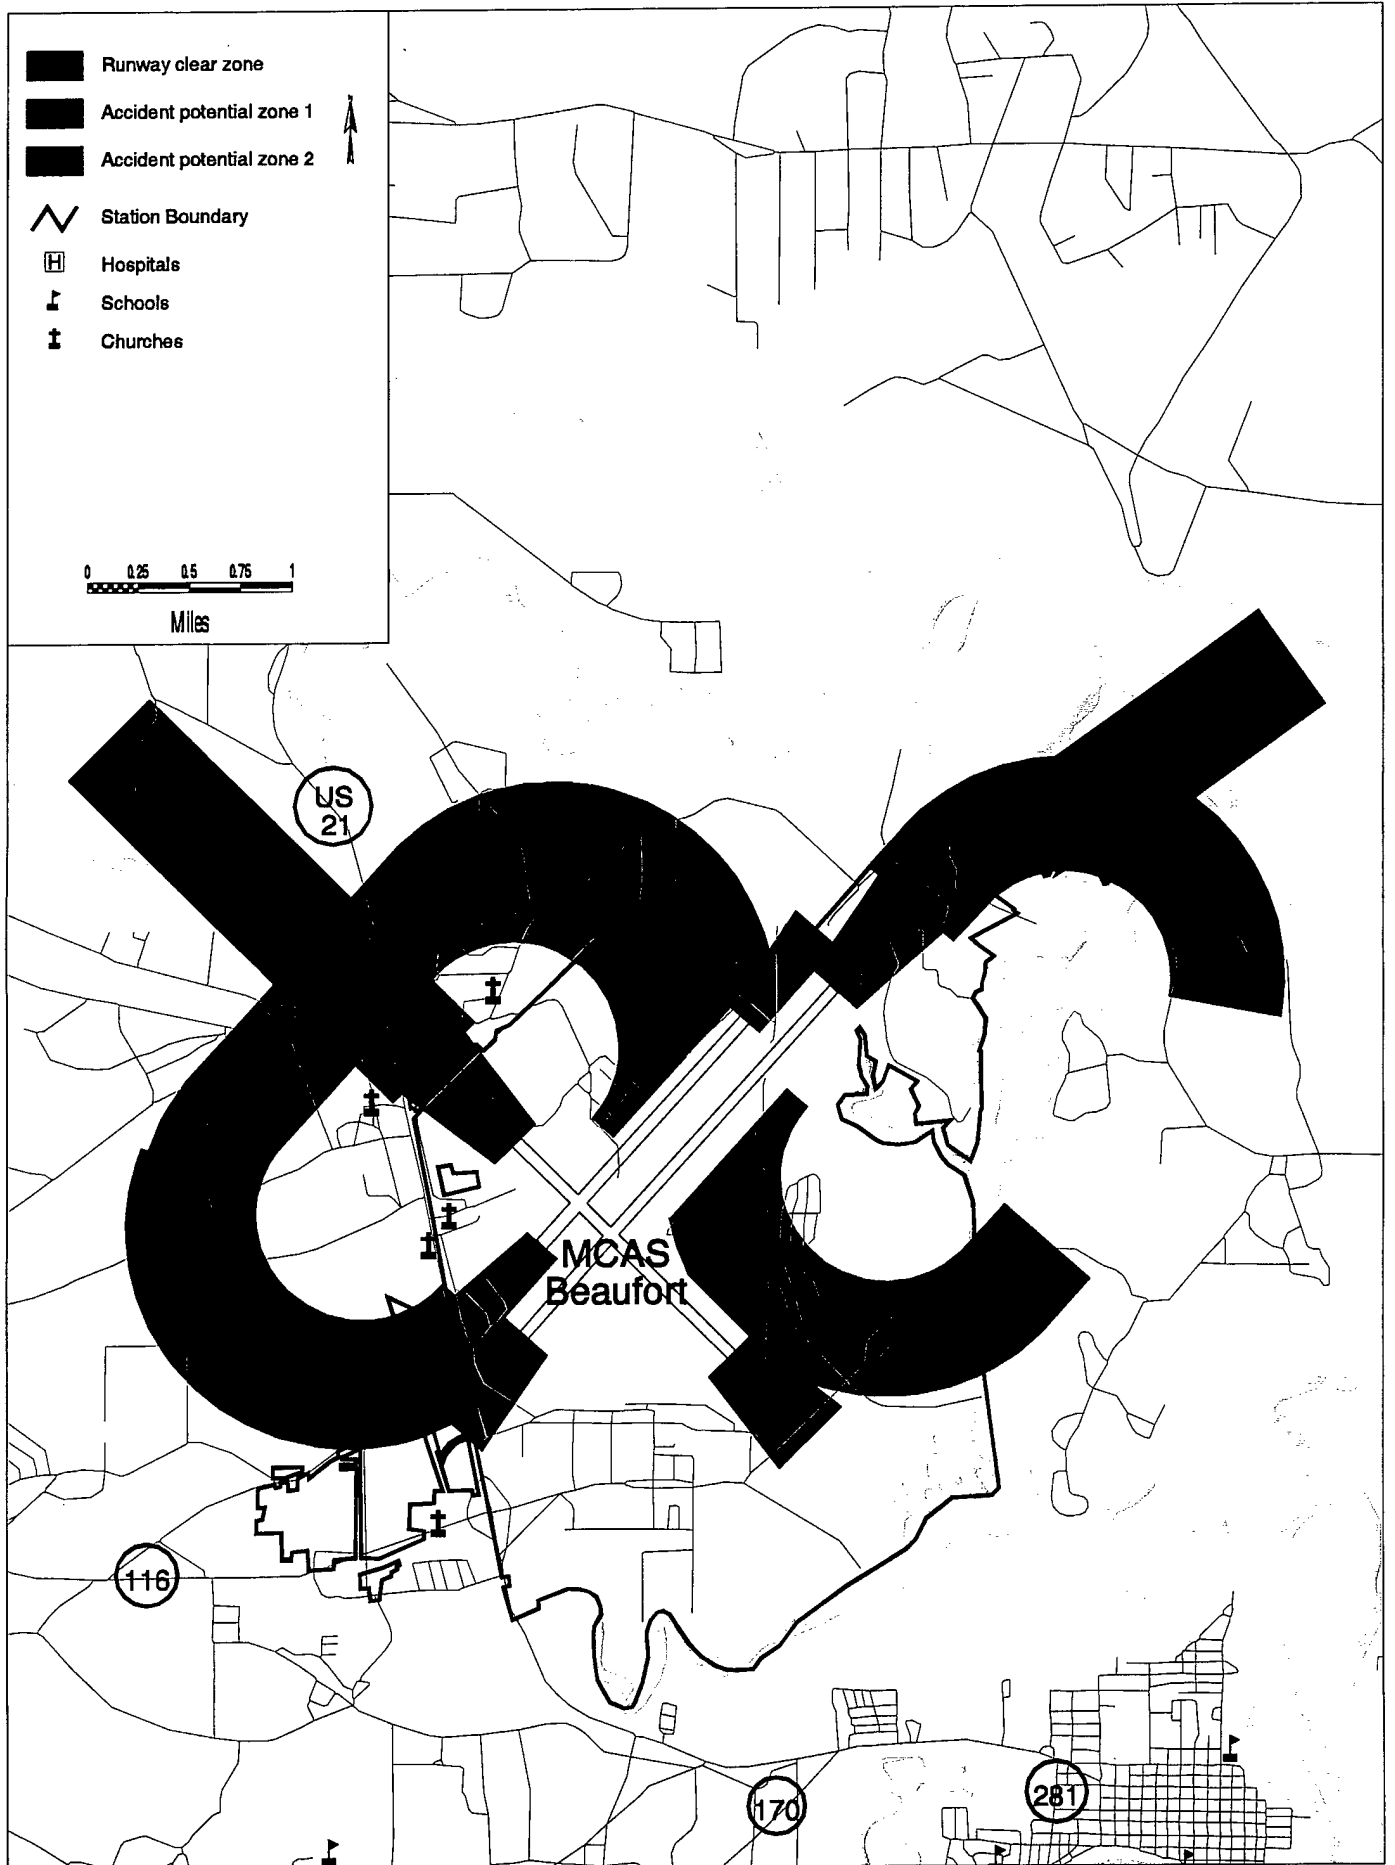 Runway clear zone
Accident potential zone 1
Accident potential zone 2
Station Boundary
H Hospitals
Schools
Churches
0 0.25 0.5 0.75 1
Miles
US
21
MCAS
Beaufort
116
170
281